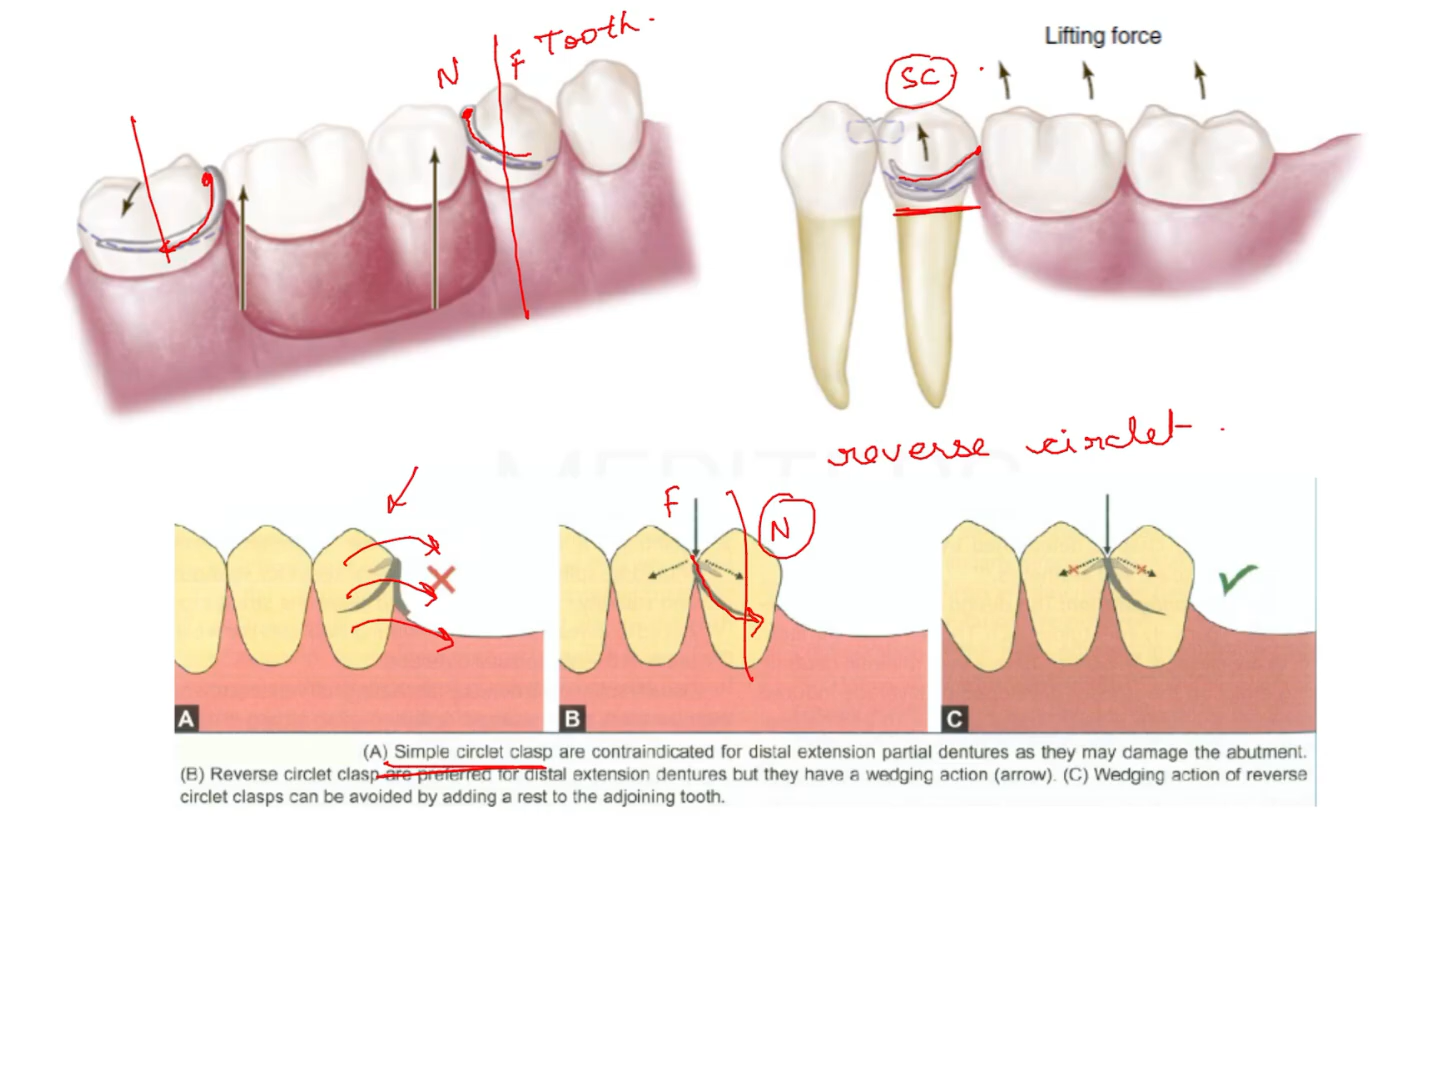 N F Tooth.
SC
Lifting force
reverse circlet.
F
N
A
B
C
(A) Simple circlet clasp are contraindicated for distal extension partial dentures as they may damage the abutment.
(B) Reverse circlet clasp are preferred for distal extension dentures but they have a wedging action (arrow). (C) Wedging action of reverse
circlet clasps can be avoided by adding a rest to the adjoining tooth.